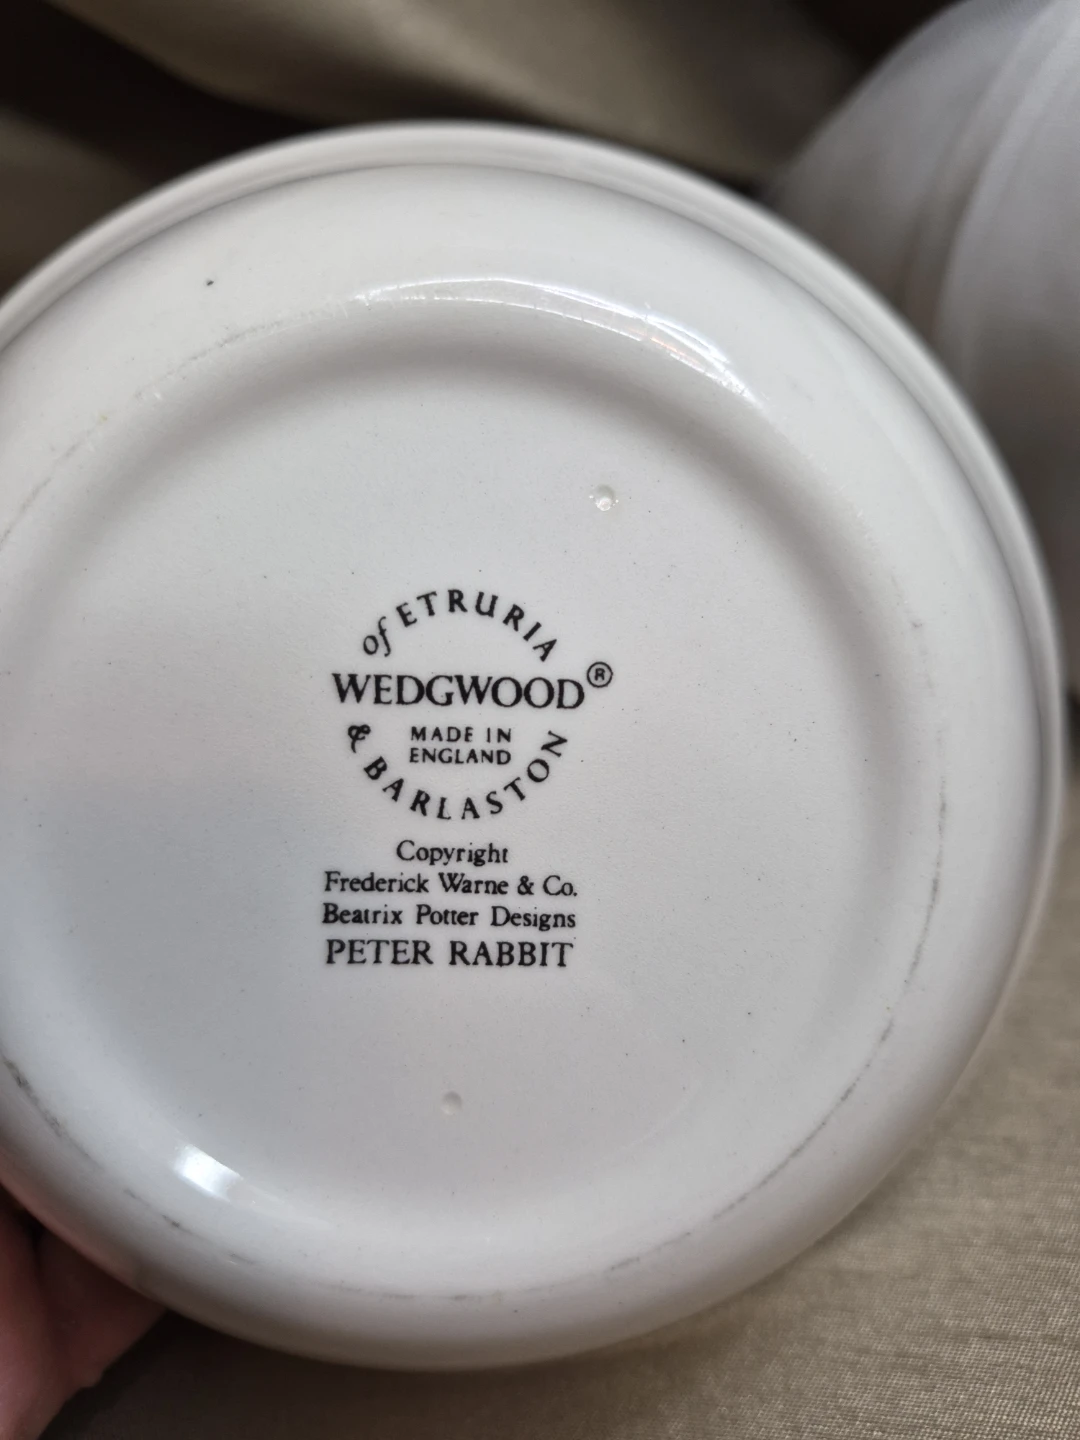 of ETRURIA
WEDGWOOD®
MADE IN
ENGLAND
& BARLASTON
Copyright
Frederick Warne & Co.
Beatrix Potter Designs
PETER RABBIT